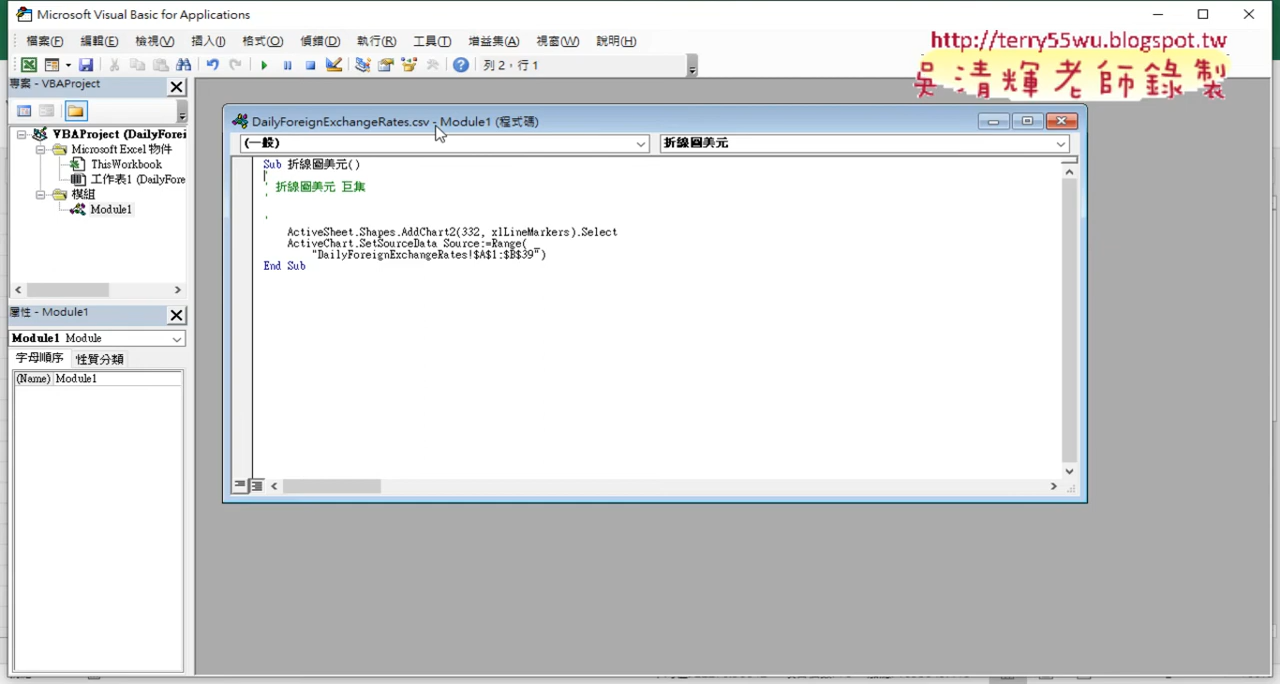 Microsoft Visual Basic for Applications
檔案(F) 編輯(E) 檢視(V) 插入(I) 格式(O) 偵錯(D) 執行(R) 工具(T) 增益集(A) 視窗(W) 說明(H)
http://terry55wu.blogspot.tw
吳清輝老師錄製
列 2，行 1
專案 - VBAProject
VBAProject (DailyForei
Microsoft Excel 物件
ThisWorkbook
工作表1 (DailyFore
模組
Module1
屬性 - Module1
Module1 Module
字母順序 性質分類
(Name) Module1
DailyForeignExchangeRates.csv - Module1 (程式碼)
(一般) 折線圖美元
Sub 折線圖美元()
'
' 折線圖美元 巨集
'
'
ActiveSheet.Shapes.AddChart2(332, xlLineMarkers).Select
ActiveChart.SetSourceData Source:=Range( _
"DailyForeignExchangeRates!$A$1:$B$39")
End Sub